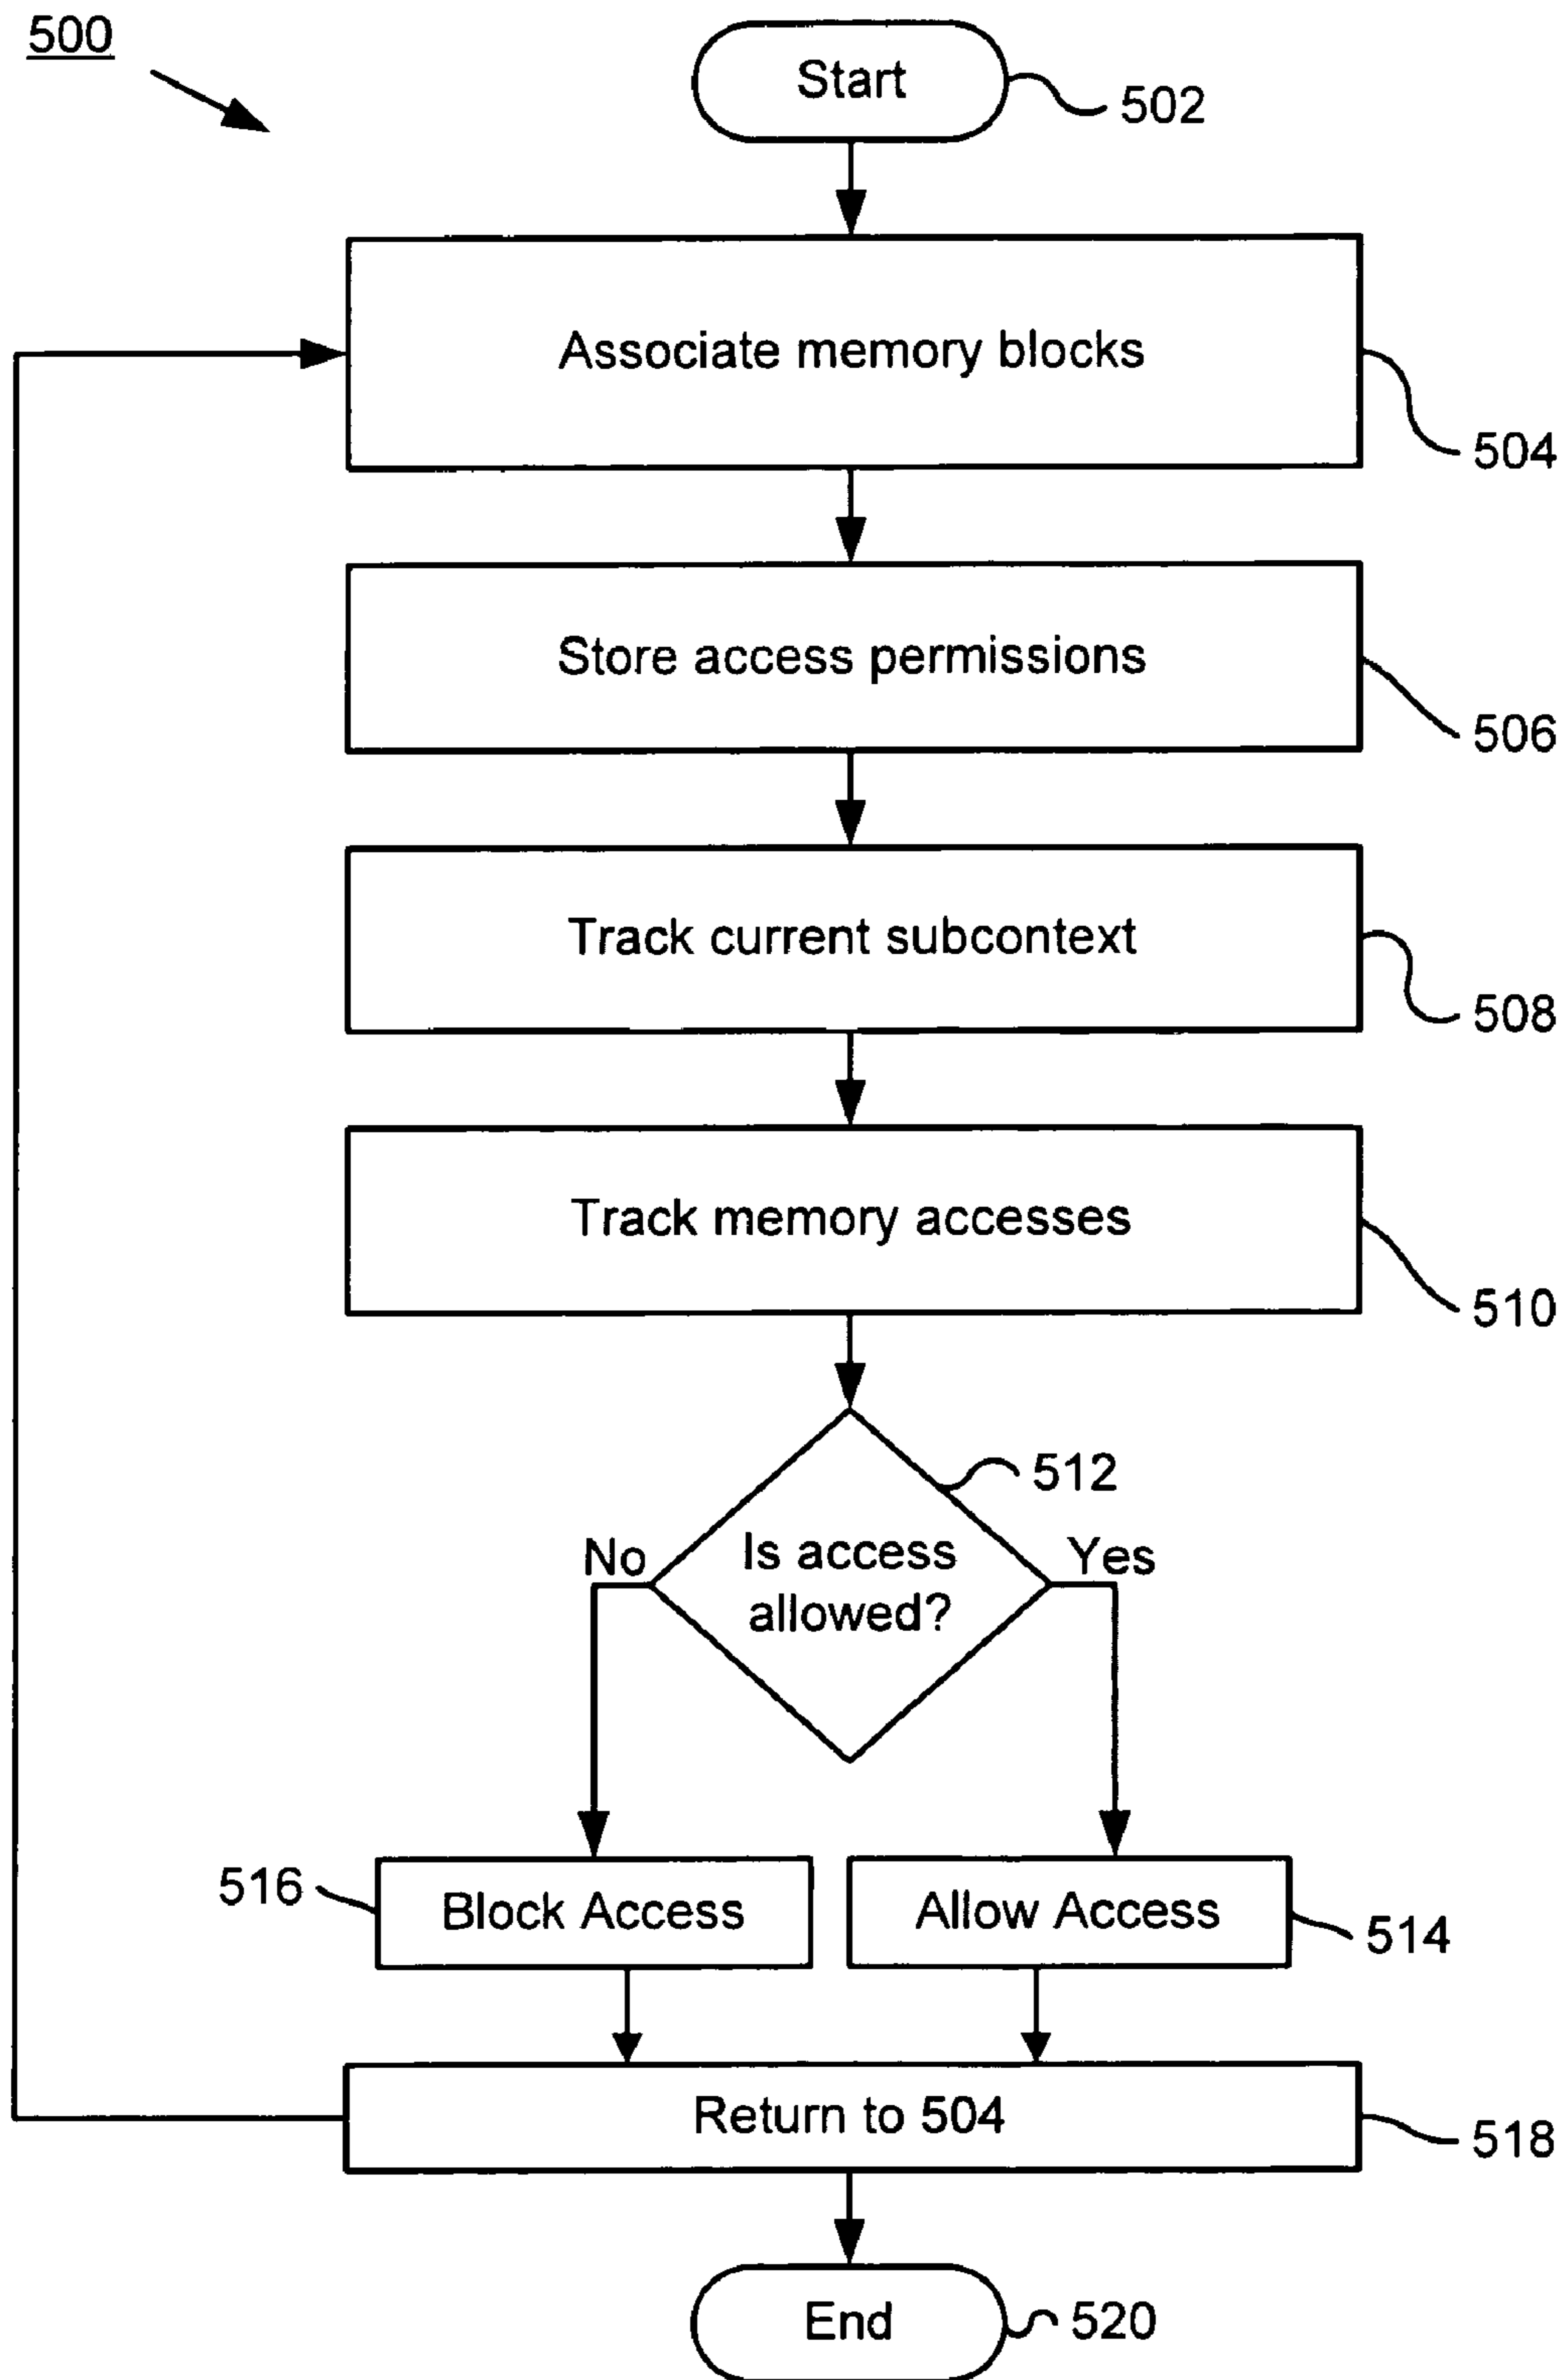 500
Start
502
Associate memory blocks
504
Store access permissions
506
Track current subcontext
508
Track memory accesses
510
512
No
Is access
allowed?
Yes
516
Block Access
Allow Access
514
Return to 504
518
End
520